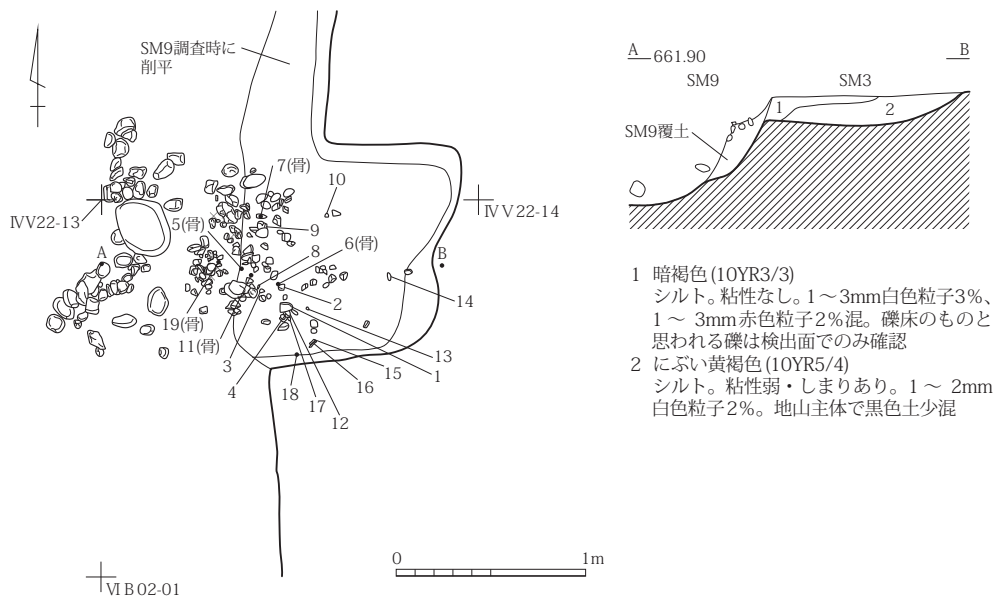 SM9調査時に
削平
7(骨)
10
ⅣV22-13
ⅣV22-14
5(骨)
9
8
6(骨)
A
B
2
14
19(骨)
11(骨)
3
13
4
18
17
12
16
15
1
0
1m
ⅥB02-01
A
661.90
B
SM9
SM3
1
2
SM9覆土
1 暗褐色(10YR3/3)
シルト。粘性なし。1～3mm白色粒子3%、
1～3mm赤色粒子2%混。礫床のものと
思われる礫は検出面でのみ確認
2 にぶい黄褐色(10YR5/4)
シルト。粘性弱・しまりあり。1～2mm
白色粒子2%。地山主体で黒色土少混